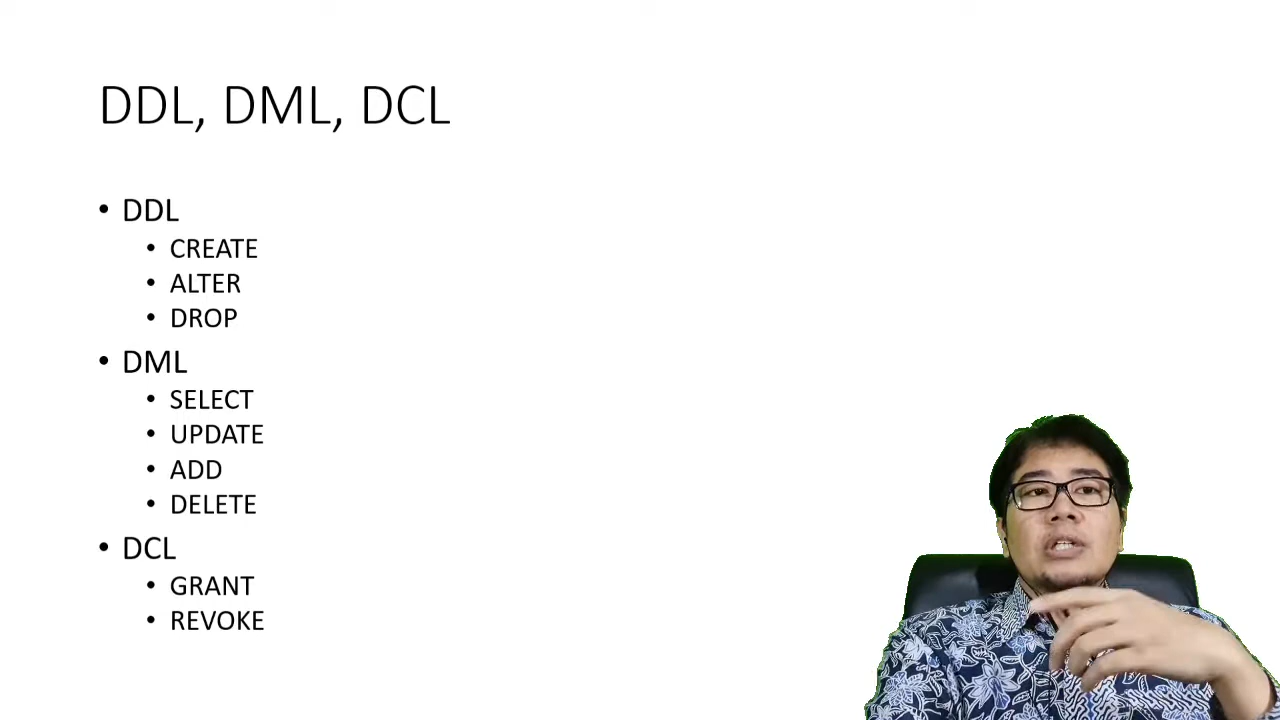 DDL, DML, DCL
• DDL
• CREATE
• ALTER
• DROP
• DML
• SELECT
• UPDATE
• ADD
• DELETE
• DCL
• GRANT
• REVOKE